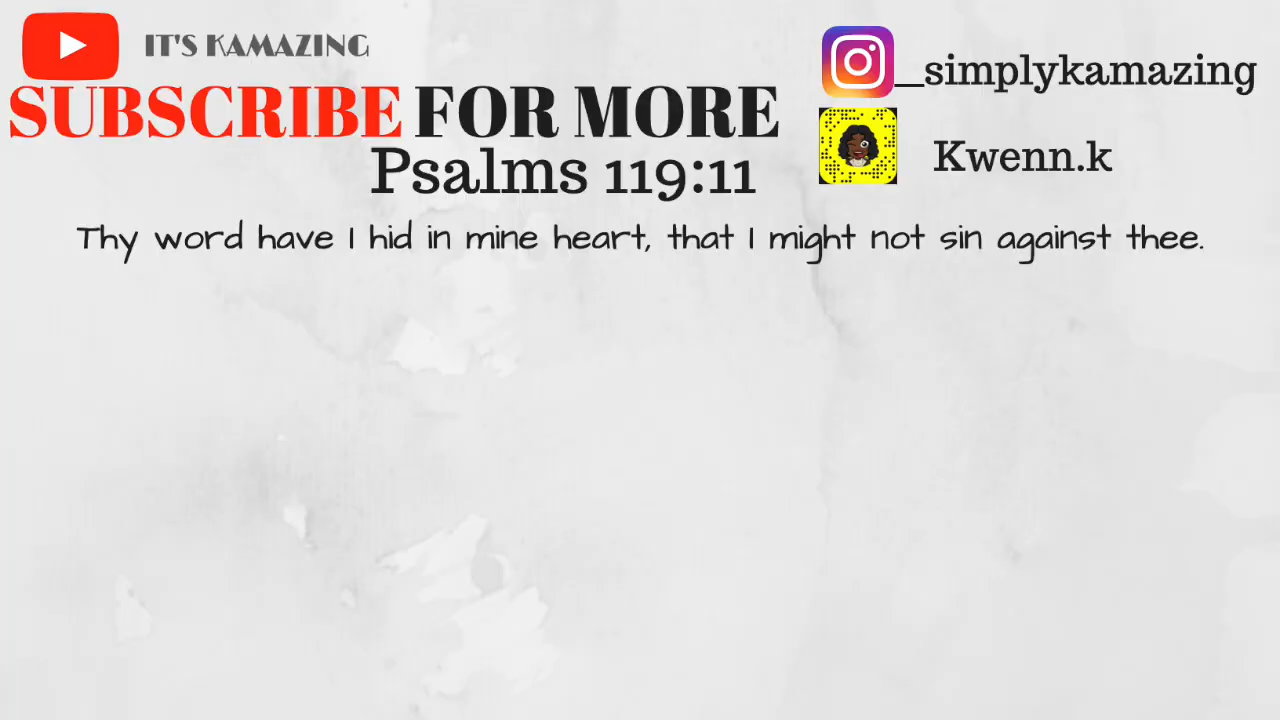 IT'S KAMAZING
SUBSCRIBE FOR MORE
Psalms 119:11
_simplykamazing
Kwenn.k
Thy word have I hid in mine heart, that I might not sin against thee.